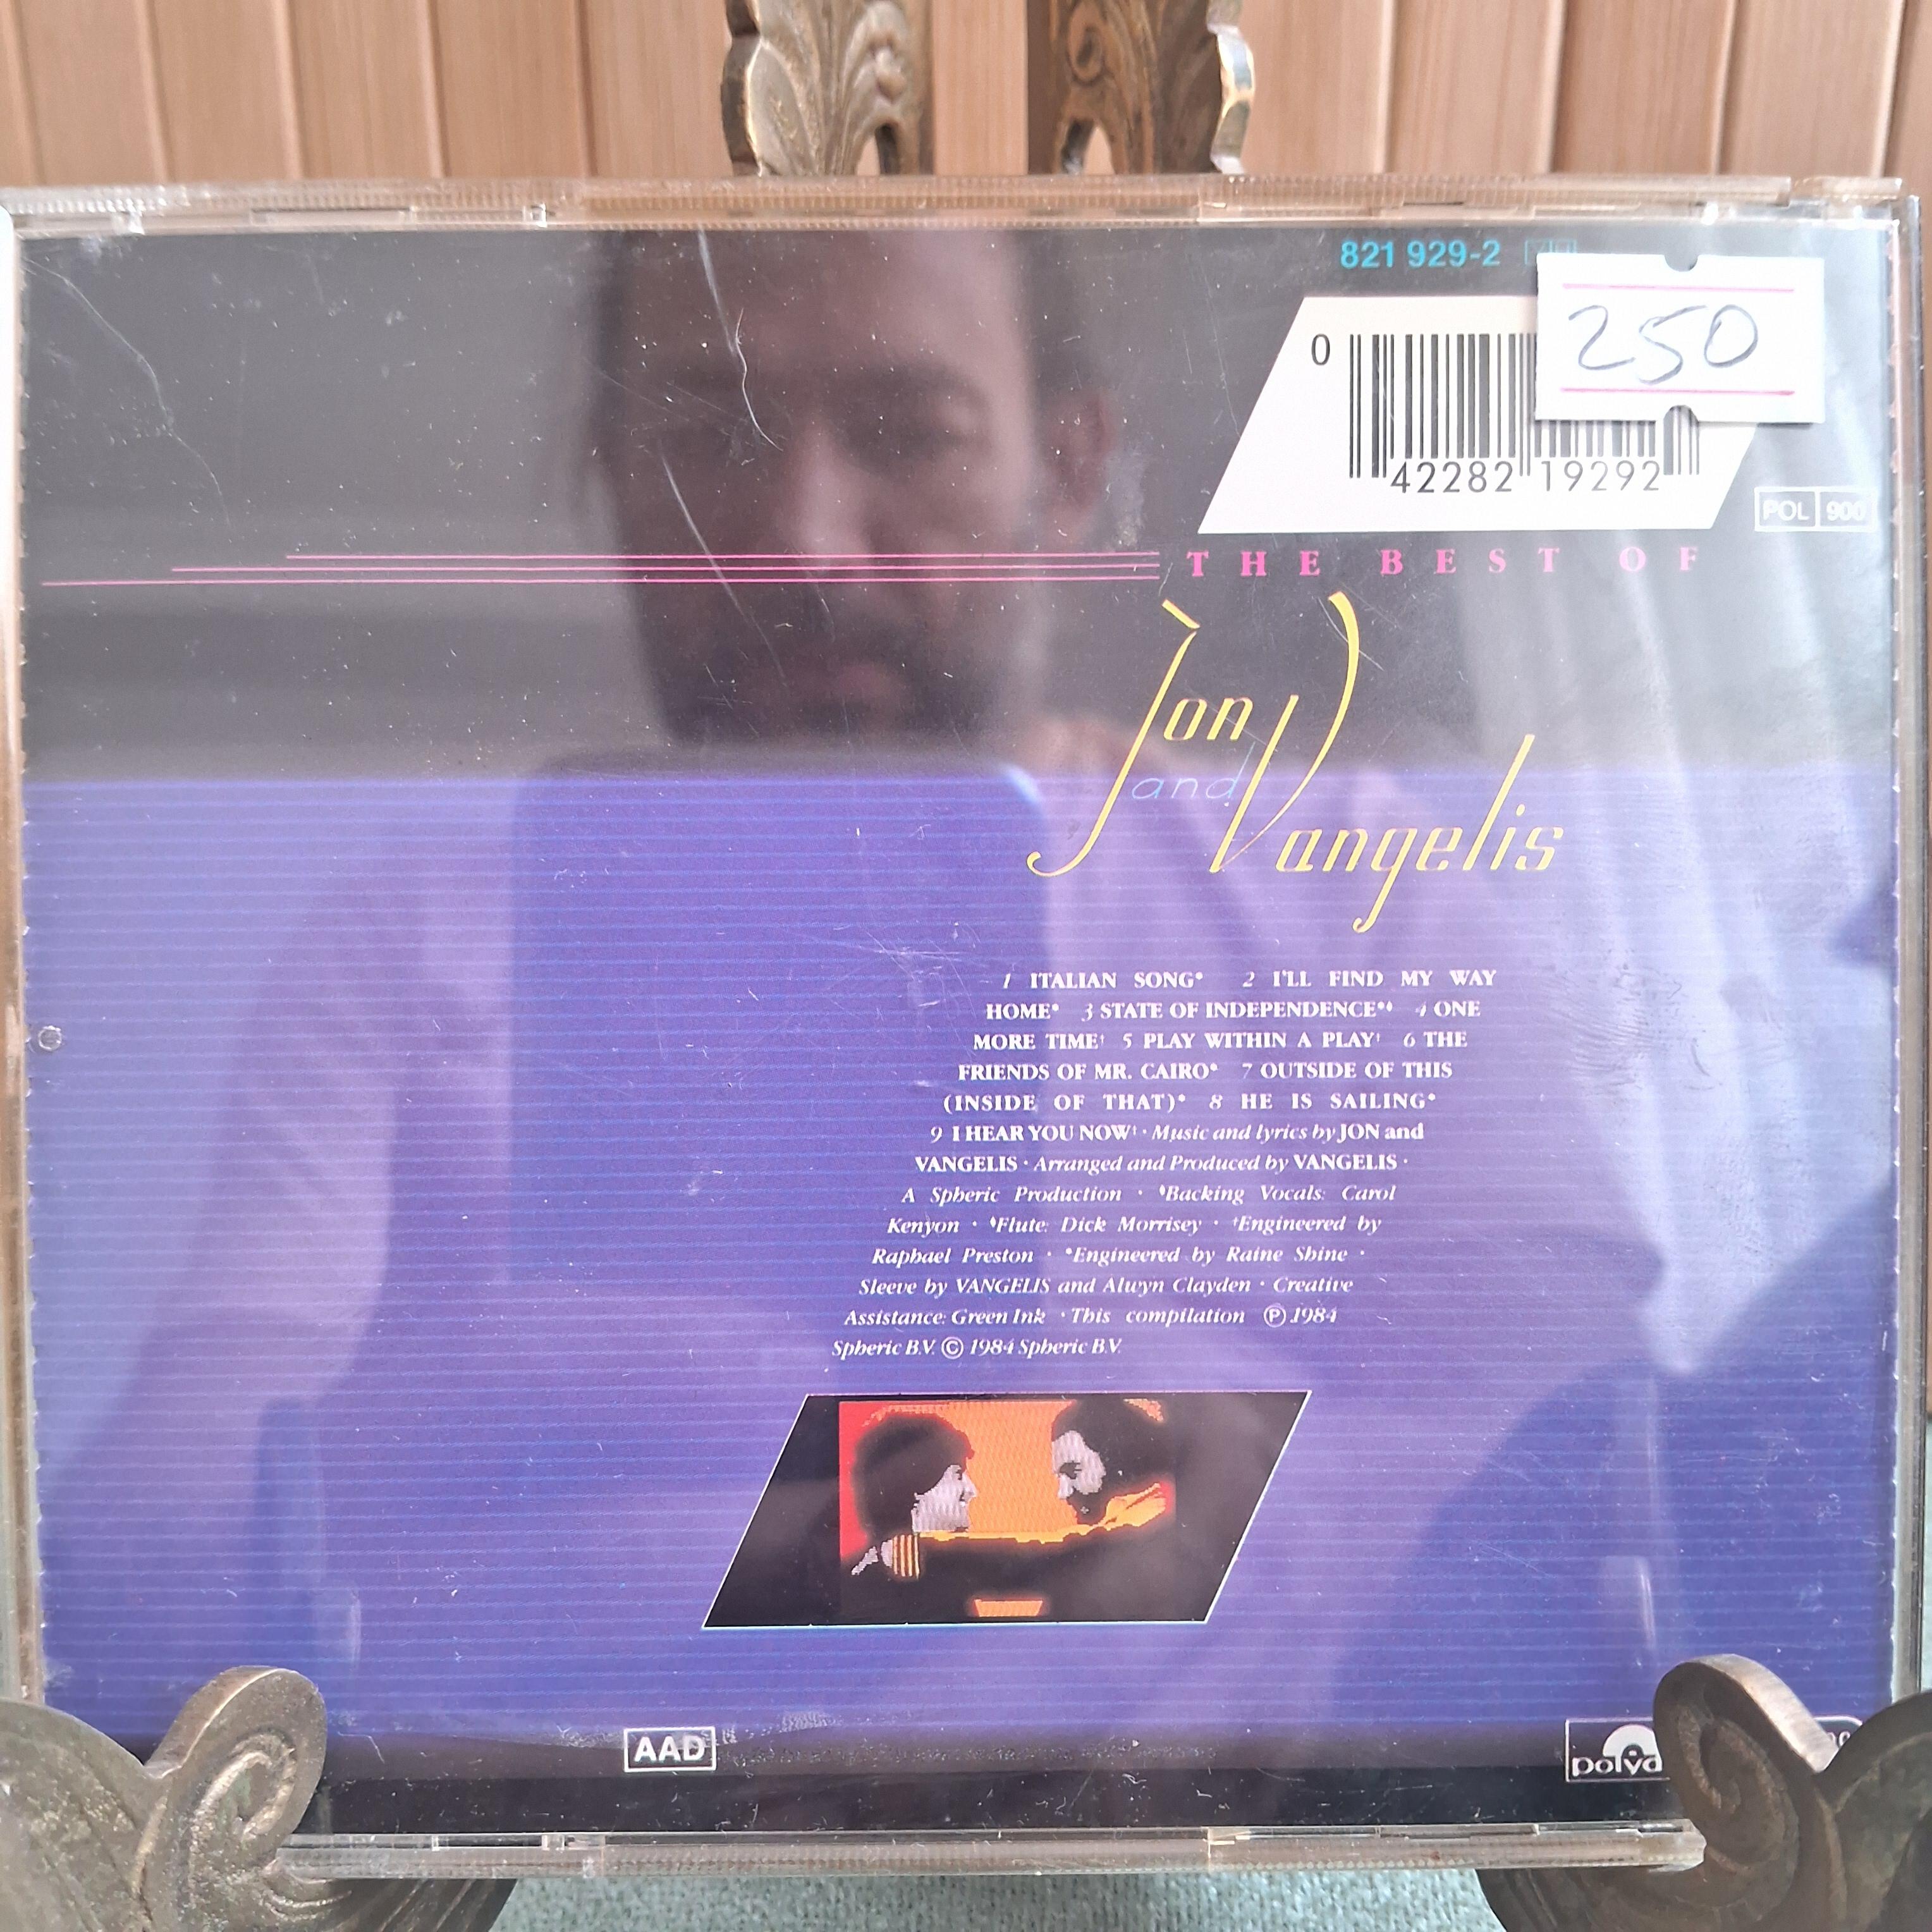 821 929-2
250
0
42282 19292
POL 900
THE BEST OF
Jon
and
Vangelis
1 ITALIAN SONG* 2 I'LL FIND MY WAY
HOME* 3 STATE OF INDEPENDENCE*♦ 4 ONE
MORE TIME† 5 PLAY WITHIN A PLAY† 6 THE
FRIENDS OF MR. CAIRO* 7 OUTSIDE OF THIS
(INSIDE OF THAT)* 8 HE IS SAILING*
9 I HEAR YOU NOW† · Music and lyrics by JON and
VANGELIS · Arranged and Produced by VANGELIS ·
A Spheric Production · ♦Backing Vocals: Carol
Kenyon · ♦Flute: Dick Morrisey · †Engineered by
Raphael Preston · *Engineered by Raine Shine ·
Sleeve by VANGELIS and Alwyn Clayden · Creative
Assistance: Green Ink · This compilation ℗ 1984
Spheric B.V. © 1984 Spheric B.V.
AAD